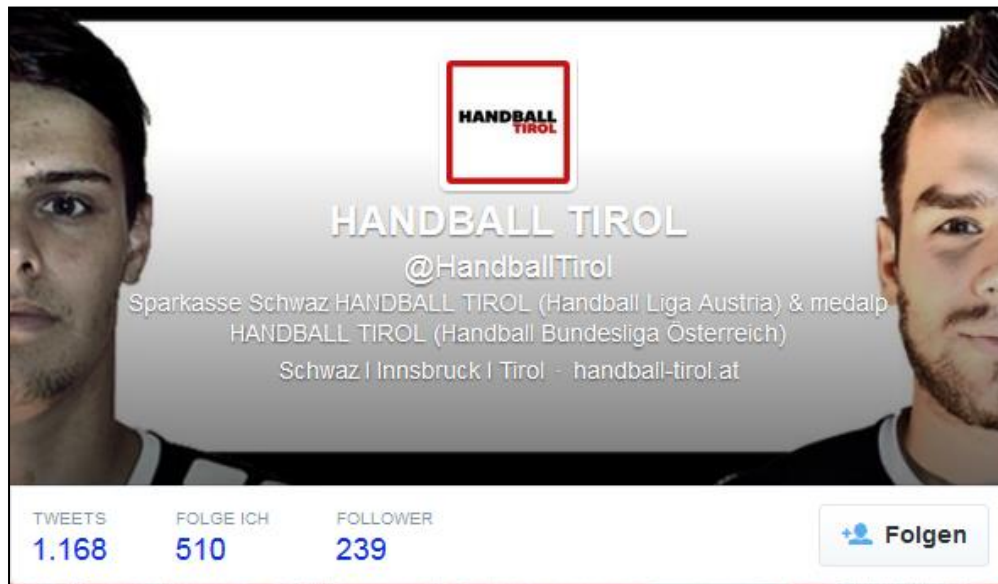 HANDBALL
TIROL
HANDBALL TIROL
@HandballTirol
Sparkasse Schwaz HANDBALL TIROL (Handball Liga Austria) & medalp
HANDBALL TIROL (Handball Bundesliga Österreich)
Schwaz I Innsbruck I Tirol · handball-tirol.at
TWEETS FOLGE ICH FOLLOWER
1.168 510 239
Folgen